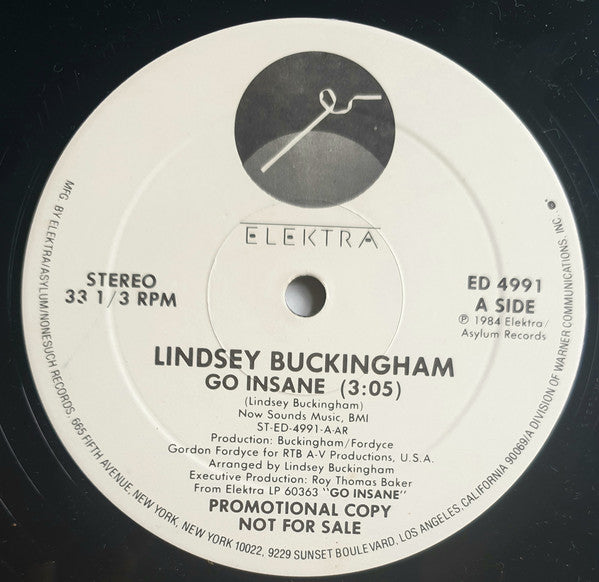 ELEKTRA
STEREO
33 1/3 RPM
ED 4991
A SIDE
℗ 1984 Elektra/
Asylum Records
LINDSEY BUCKINGHAM
GO INSANE (3:05)
(Lindsey Buckingham)
Now Sounds Music, BMI
ST-ED-4991-A-AR
Production: Buckingham/Fordyce
Gordon Fordyce for RTB A-V Productions, U.S.A.
Arranged by Lindsey Buckingham
Executive Production: Roy Thomas Baker
From Elektra LP 60363 "GO INSANE"
PROMOTIONAL COPY
NOT FOR SALE
MFG. BY ELEKTRA/ASYLUM/NONESUCH RECORDS, 665 FIFTH AVENUE, NEW YORK, NEW YORK 10022, 9229 SUNSET BOULEVARD, LOS ANGELES, CALIFORNIA 90069/A DIVISION OF WARNER COMMUNICATIONS, INC.